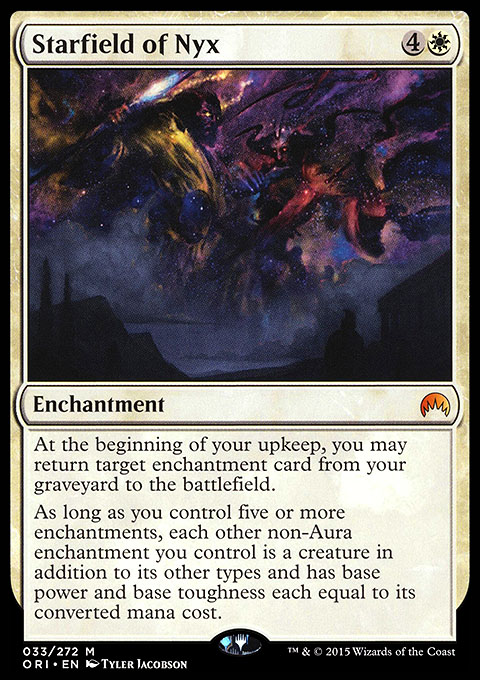 Starfield of Nyx 4
Enchantment
At the beginning of your upkeep, you may
return target enchantment card from your
graveyard to the battlefield.
As long as you control five or more
enchantments, each other non-Aura
enchantment you control is a creature in
addition to its other types and has base
power and base toughness each equal to its
converted mana cost.
033/272 M
ORI • EN Tyler Jacobson
™ & © 2015 Wizards of the Coast